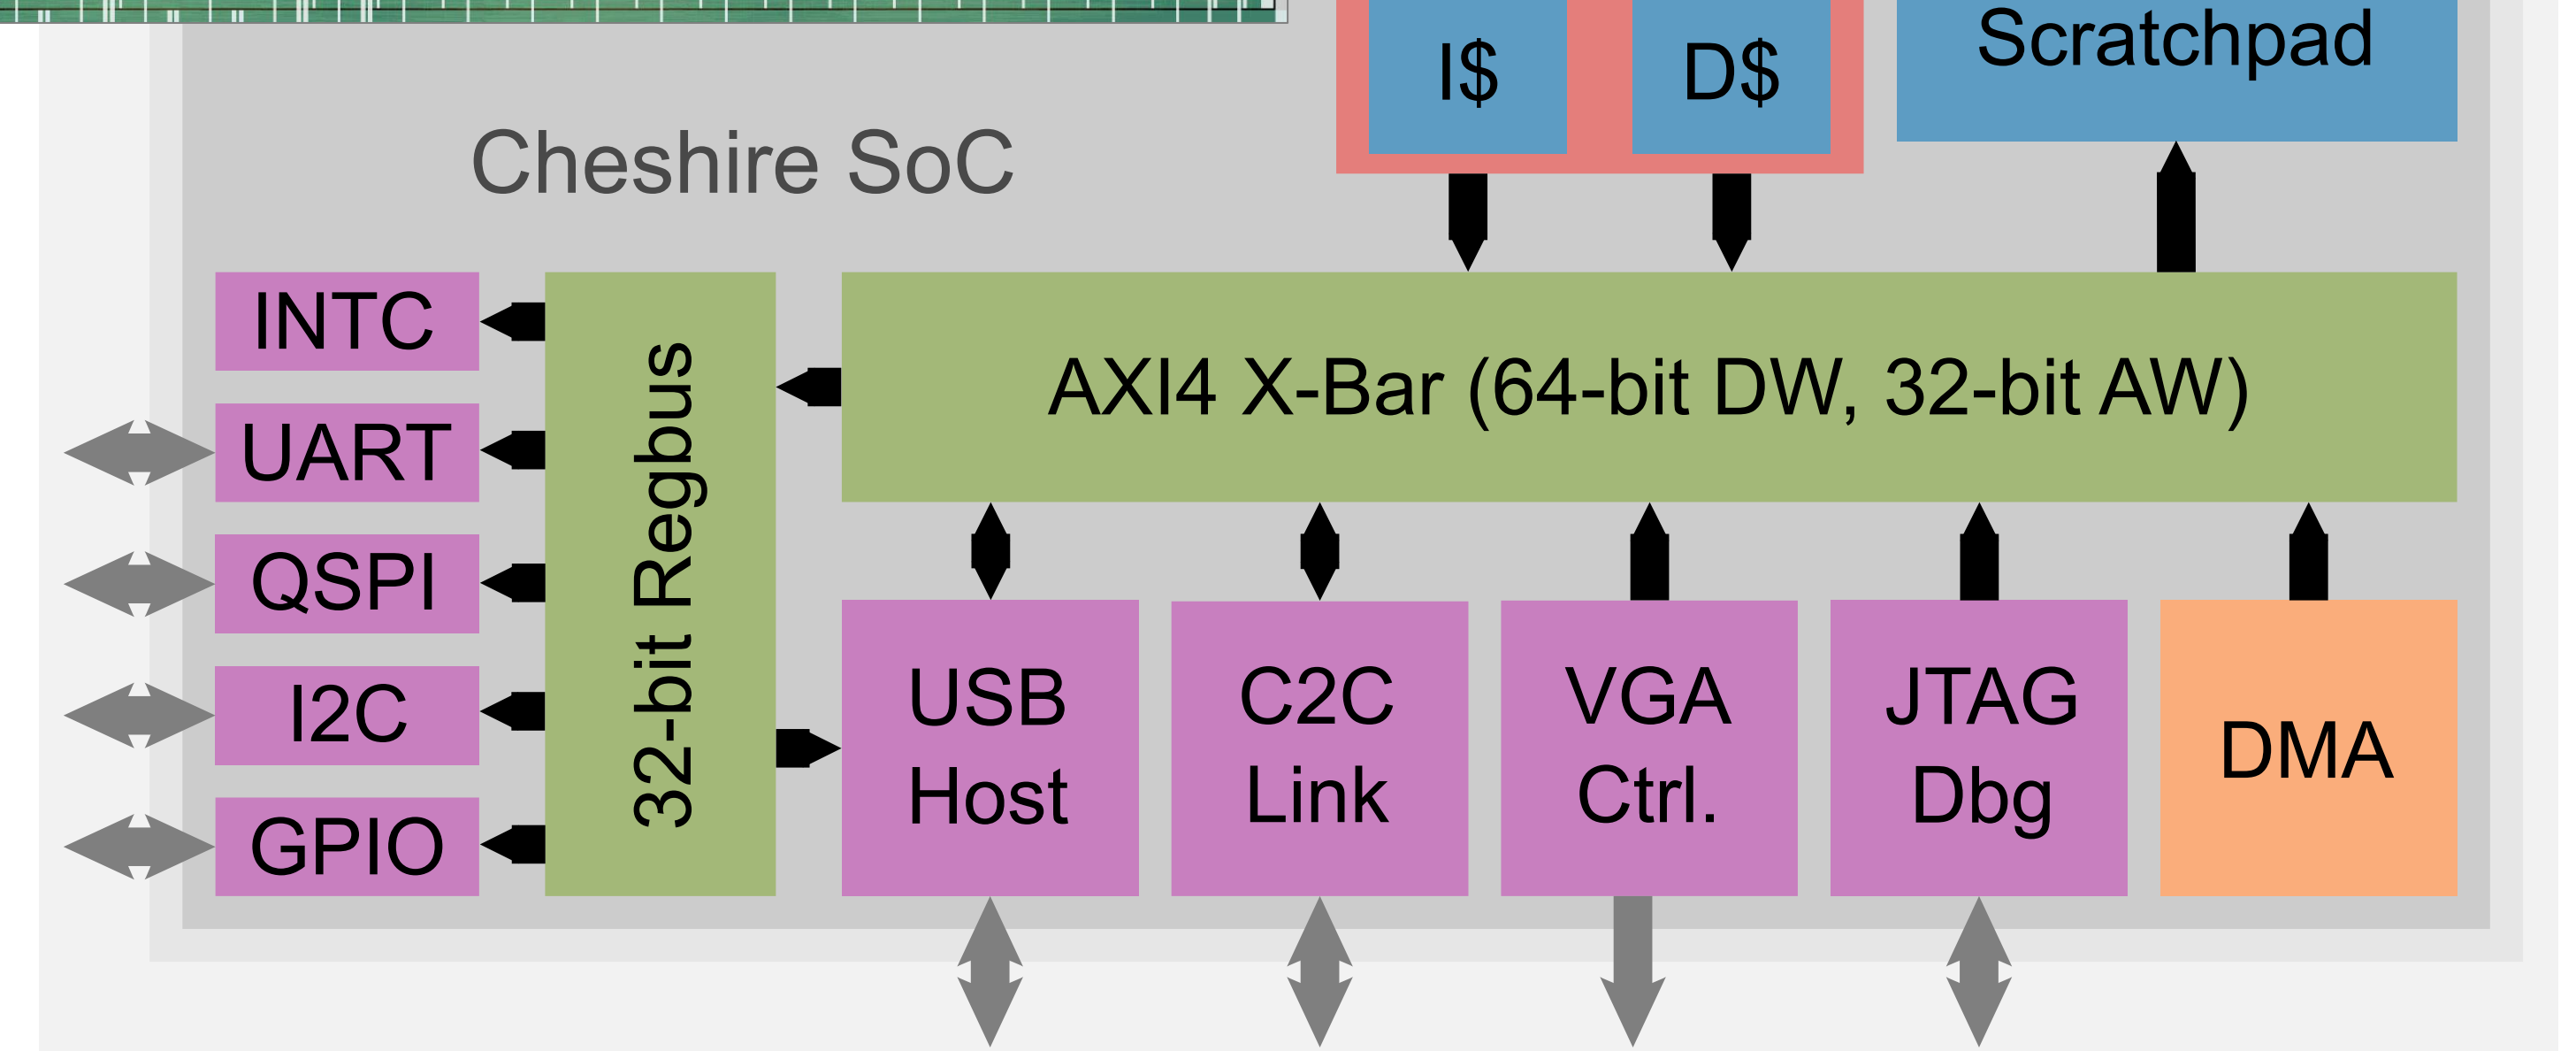 I$
D$
Scratchpad
Cheshire SoC
INTC
UART
QSPI
I2C
GPIO
32-bit Regbus
AXI4 X-Bar (64-bit DW, 32-bit AW)
USB
Host
C2C
Link
VGA
Ctrl.
JTAG
Dbg
DMA